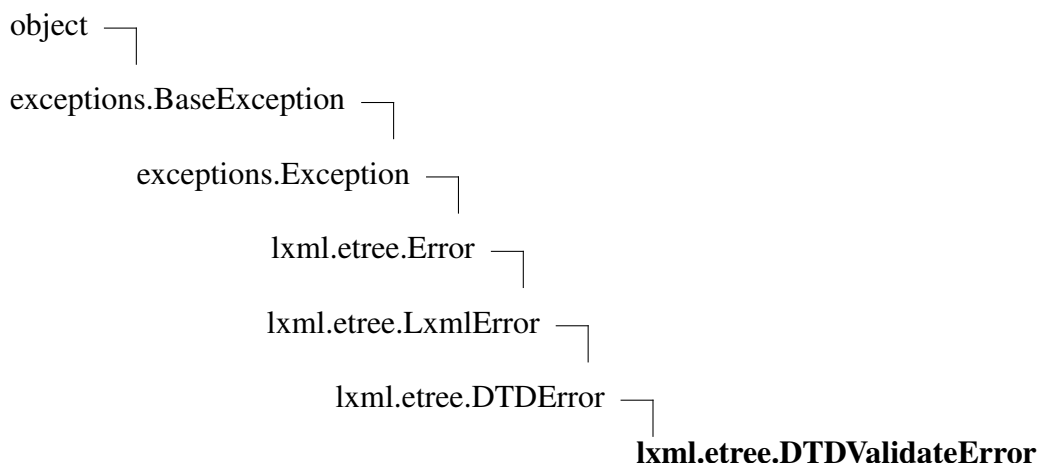 object
exceptions.BaseException
exceptions.Exception
lxml.etree.Error
lxml.etree.LxmlError
lxml.etree.DTDError
lxml.etree.DTDValidateError